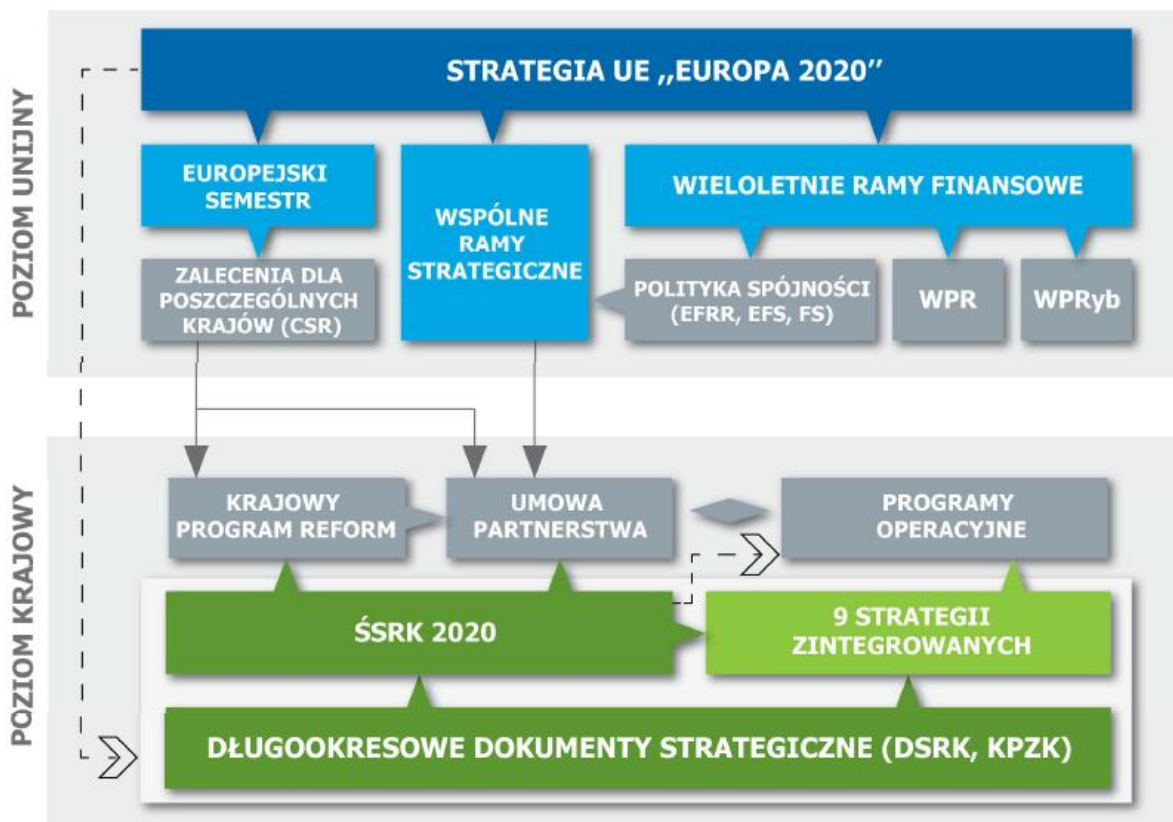 POZIOM UNIJNY
STRATEGIA UE ,,EUROPA 2020”
EUROPEJSKI
SEMESTR
WSPÓLNE
RAMY
STRATEGICZNE
WIELOLETNIE RAMY FINANSOWE
ZALECENIA DLA
POSZCZEGÓLNYCH
KRAJÓW (CSR)
POLITYKA SPÓJNOŚCI
(EFRR, EFS, FS)
WPR
WPRyb
POZIOM KRAJOWY
KRAJOWY
PROGRAM REFORM
UMOWA
PARTNERSTWA
PROGRAMY
OPERACYJNE
ŚSRK 2020
9 STRATEGII
ZINTEGROWANYCH
DŁUGOOKRESOWE DOKUMENTY STRATEGICZNE (DSRK, KPZK)